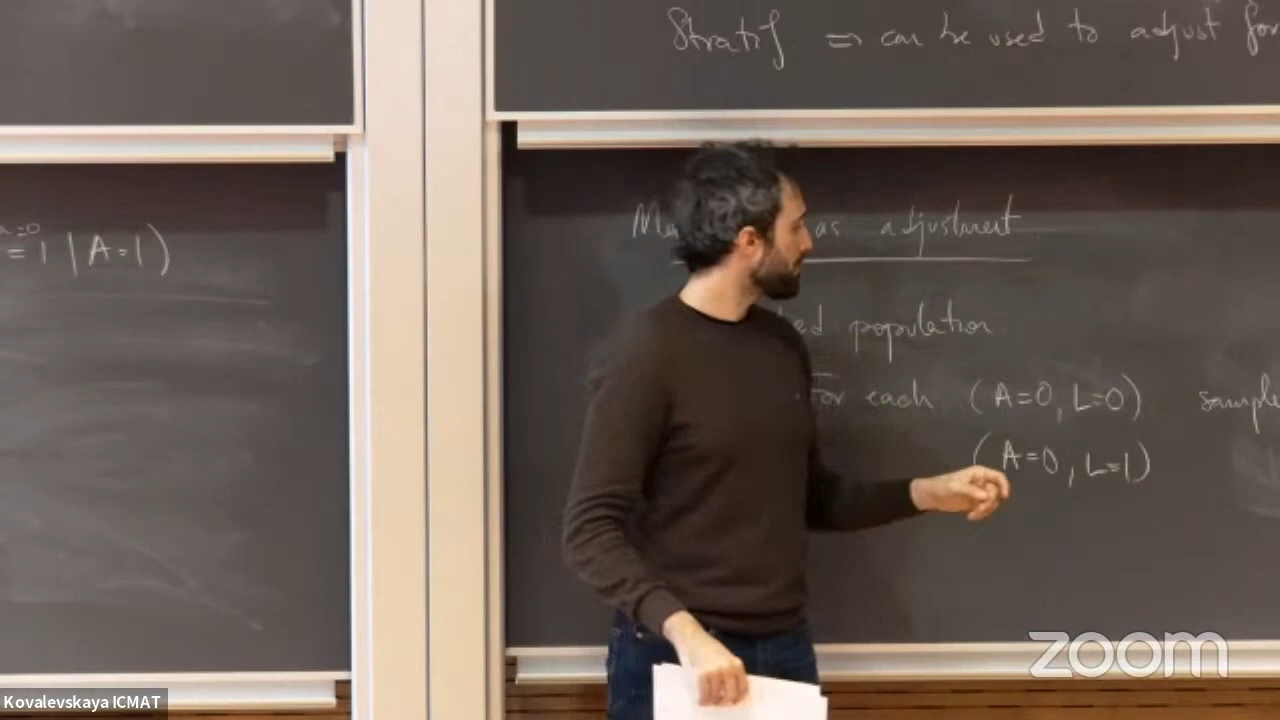 Stratif. => can be used to adjust for
a=0
= 1 | A=1)
as adjustment
population
For each (A=0, L=0) sample
(A=0, L=1)
zoom
Kovalevskaya ICMAT